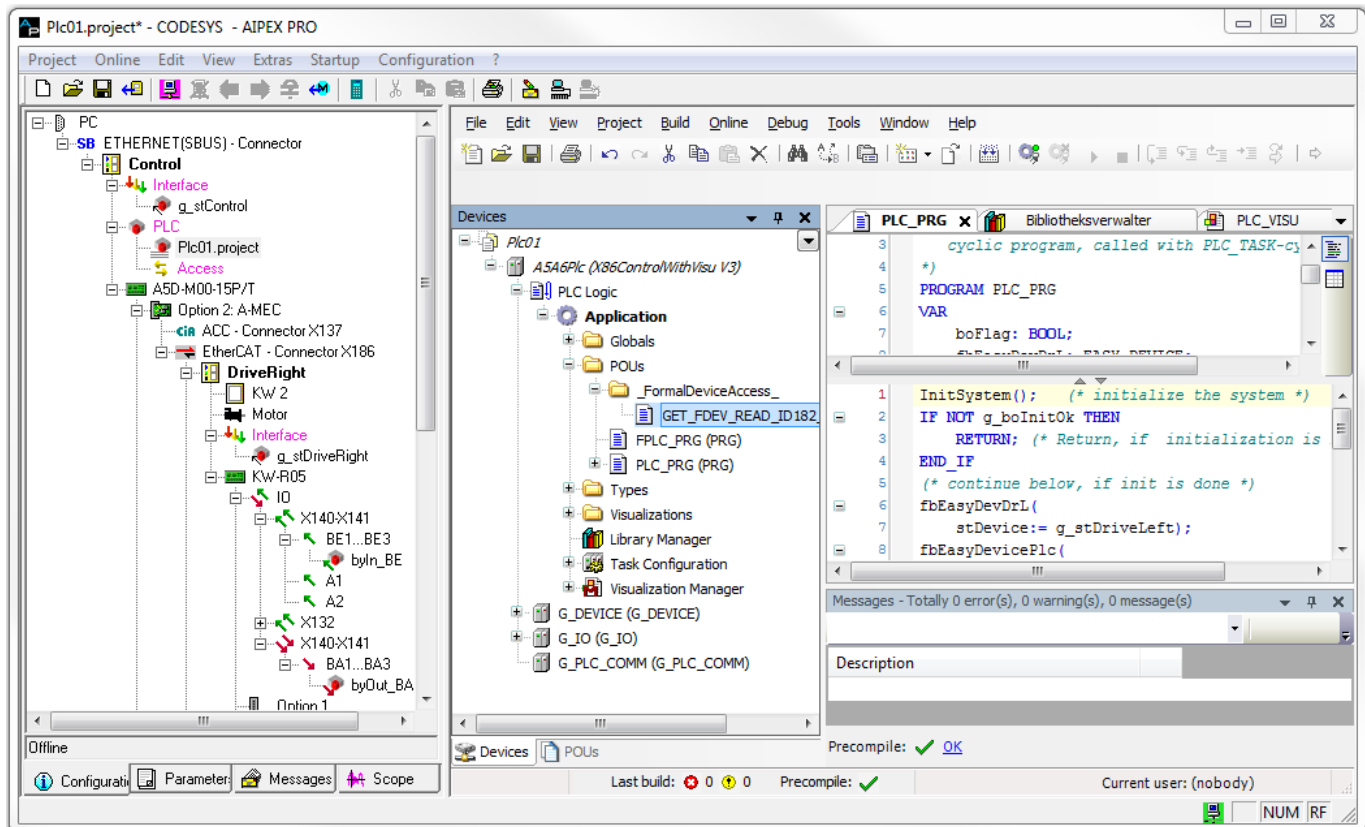 Plc01.project* - CODESYS - AIPEX PRO
Project Online Edit View Extras Startup Configuration ?
PC
SB ETHERNET(SBUS) - Connector
Control
Interface
g_stControl
PLC
Plc01.project
Access
A5D-M00-15P/T
Option 2: A-MEC
CiA ACC - Connector X137
EtherCAT - Connector X186
DriveRight
KW 2
Motor
Interface
g_stDriveRight
KW-R05
IO
X140-X141
BE1...BE3
byIn_BE
A1
A2
X132
X140-X141
BA1...BA3
byOut_BA
Option 1
Offline
Configurati Parameter Messages Scope
File Edit View Project Build Online Debug Tools Window Help
Devices
Plc01
A5A6Plc (X86ControlWithVisu V3)
PLC Logic
Application
Globals
POUs
_FormalDeviceAccess_
GET_FDEV_READ_ID182_
FPLC_PRG (PRG)
PLC_PRG (PRG)
Types
Visualizations
Library Manager
Task Configuration
Visualization Manager
G_DEVICE (G_DEVICE)
G_IO (G_IO)
G_PLC_COMM (G_PLC_COMM)
Devices POUs
PLC_PRG Bibliotheksverwalter PLC_VISU
3 cyclic program, called with PLC_TASK-cy
4 *)
5 PROGRAM PLC_PRG
6 VAR
7 boFlag: BOOL;
1 InitSystem(); (* initialize the system *)
2 IF NOT g_boInitOk THEN
3 RETURN; (* Return, if initialization is
4 END_IF
5 (* continue below, if init is done *)
6 fbEasyDevDrL(
7 stDevice:= g_stDriveLeft);
8 fbEasyDevicePlc(
Messages - Totally 0 error(s), 0 warning(s), 0 message(s)
Description
Precompile: OK
Last build: 0 0 Precompile: Current user: (nobody)
NUM RF